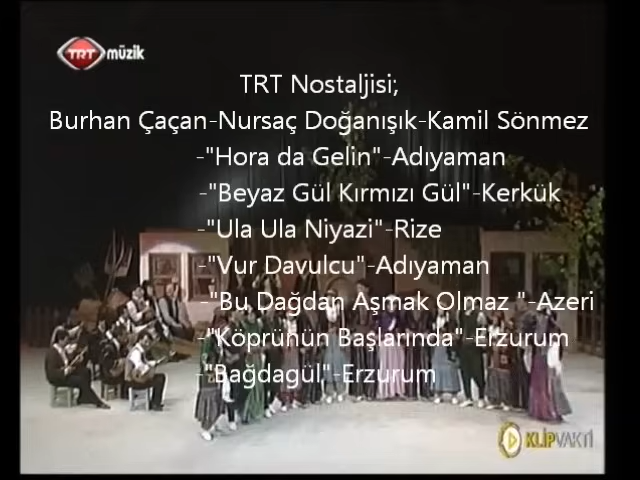 TRT müzik
TRT Nostaljisi;
Burhan Çaçan-Nursaç Doğanışık-Kamil Sönmez
-"Hora da Gelin"-Adıyaman
-"Beyaz Gül Kırmızı Gül"-Kerkük
-"Ula Ula Niyazi"-Rize
-"Vur Davulcu"-Adıyaman
-"Bu Dağdan Aşmak Olmaz "-Azeri
-"Köprünün Başlarında"-Erzurum
-"Bağdagül"-Erzurum
KLİPVAKTİ